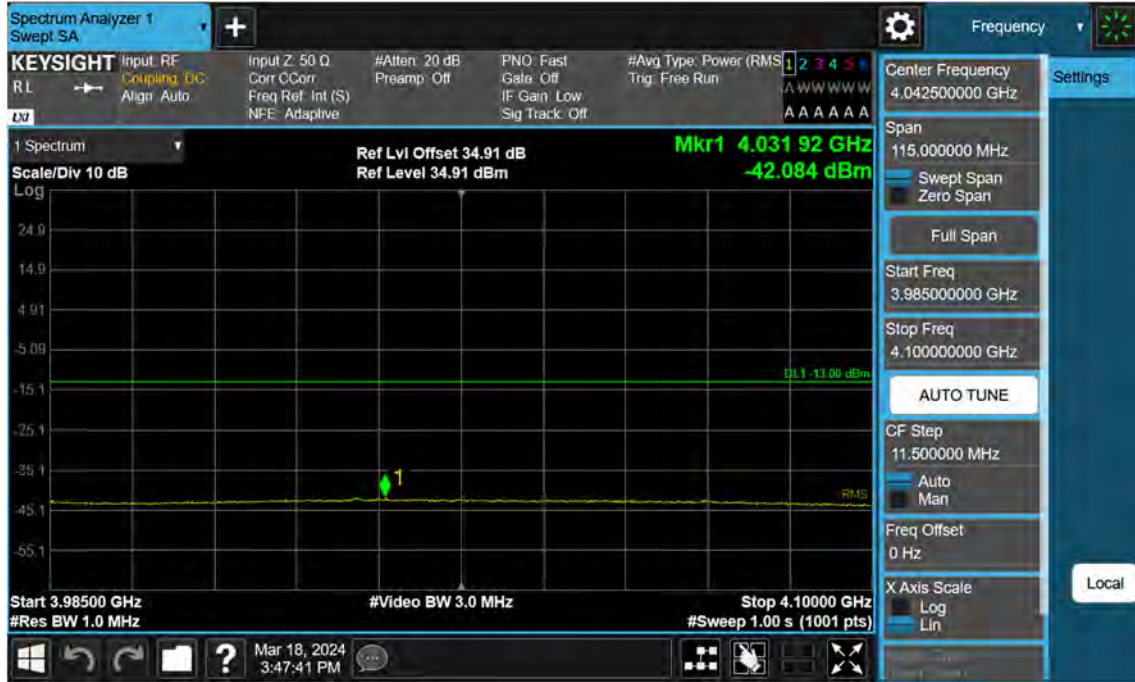 Spectrum Analyzer 1
Swept SA
Frequency
Settings
KEYSIGHT
RL
LXI
Input: RF
Coupling: DC
Align: Auto
Input Z: 50 Ω
Corr CCorr
Freq Ref: Int (S)
NFE: Adaptive
#Atten: 20 dB
Preamp: Off
PNO: Fast
Gate: Off
IF Gain: Low
Sig Track: Off
#Avg Type: Power (RMS
Trig: Free Run
1 2 3 4 5 6
A W W W W W
A A A A A A
1 Spectrum
Scale/Div 10 dB
Log
Ref Lvl Offset 34.91 dB
Ref Level 34.91 dBm
Mkr1 4.031 92 GHz
-42.084 dBm
24.9
14.9
4.91
-5.09
DL1 -13.00 dBm
-15.1
-25.1
-35.1
1
RMS
-45.1
-55.1
Start 3.98500 GHz
#Res BW 1.0 MHz
#Video BW 3.0 MHz
Stop 4.10000 GHz
#Sweep 1.00 s (1001 pts)
Center Frequency
4.042500000 GHz
Span
115.000000 MHz
Swept Span
Zero Span
Full Span
Start Freq
3.985000000 GHz
Stop Freq
4.100000000 GHz
AUTO TUNE
CF Step
11.500000 MHz
Auto
Man
Freq Offset
0 Hz
X Axis Scale
Log
Lin
Local
?
Mar 18, 2024
3:47:41 PM